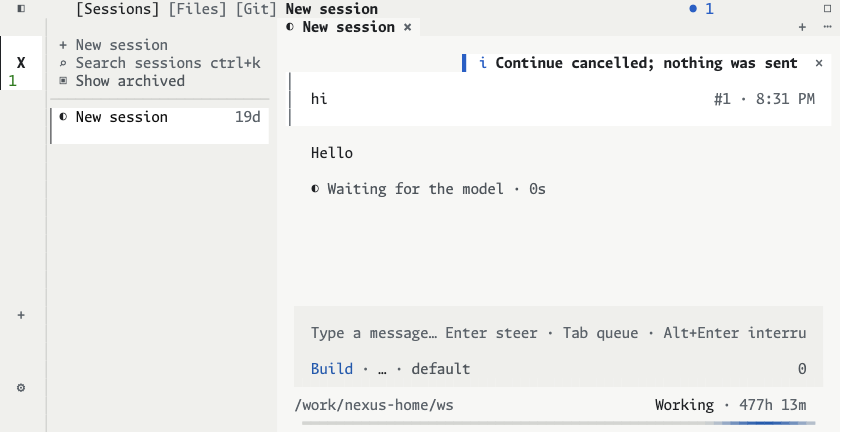 [Sessions] [Files] [Git] New session ● 1
◐ New session × + …
+ New session
X
⌕ Search sessions ctrl+k
i Continue cancelled; nothing was sent ×
1
▣ Show archived
hi #1 · 8:31 PM
◐ New session 19d
Hello
◐ Waiting for the model · 0s
+
Type a message… Enter steer · Tab queue · Alt+Enter interru
Build · … · default 0
⚙
/work/nexus-home/ws Working · 477h 13m